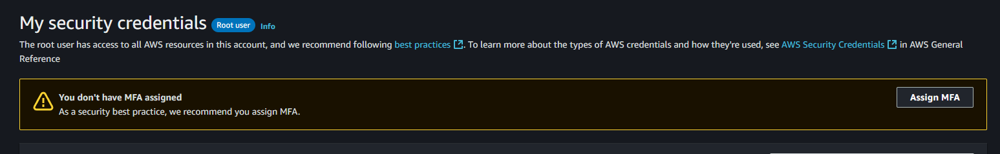 My security credentials Root user Info
The root user has access to all AWS resources in this account, and we recommend following best practices. To learn more about the types of AWS credentials and how they're used, see AWS Security Credentials in AWS General
Reference
You don't have MFA assigned
As a security best practice, we recommend you assign MFA.
Assign MFA